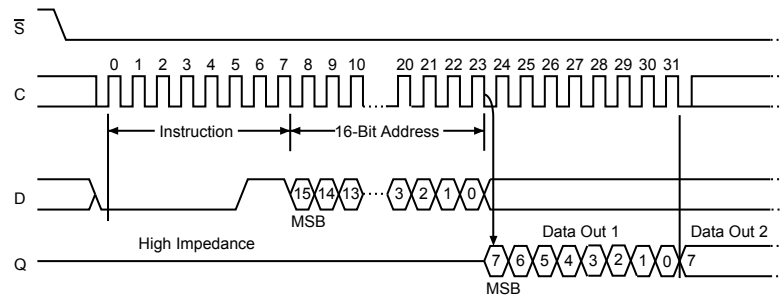 S
0 1 2 3 4 5 6 7 8 9 10 20 21 22 23 24 25 26 27 28 29 30 31
C
Instruction 16-Bit Address
D 15 14 13 3 2 1 0
MSB
High Impedance Data Out 1 Data Out 2
Q 7 6 5 4 3 2 1 0 7
MSB